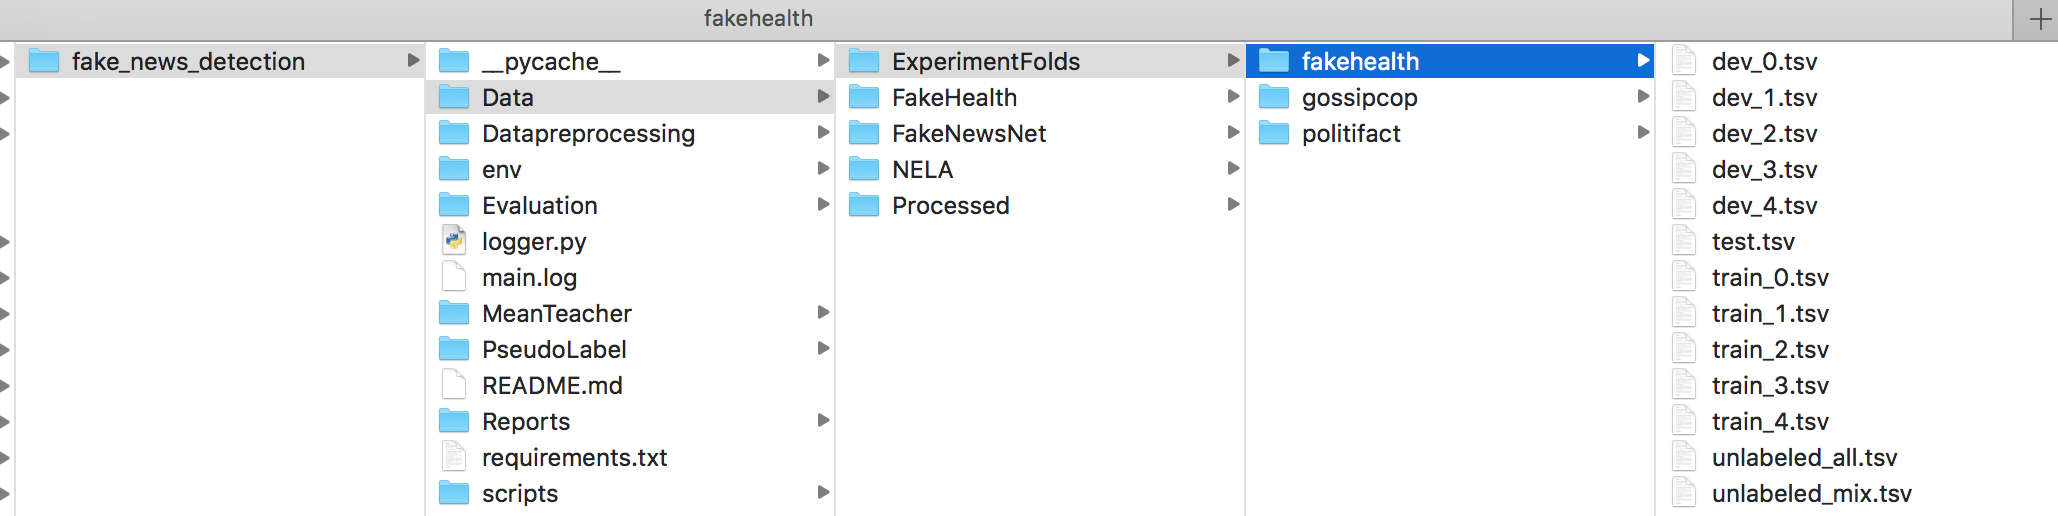 fakehealth
fake_news_detection
__pycache__
Data
Datapreprocessing
env
Evaluation
logger.py
main.log
MeanTeacher
PseudoLabel
README.md
Reports
requirements.txt
scripts
ExperimentFolds
FakeHealth
FakeNewsNet
NELA
Processed
fakehealth
gossipcop
politifact
dev_0.tsv
dev_1.tsv
dev_2.tsv
dev_3.tsv
dev_4.tsv
test.tsv
train_0.tsv
train_1.tsv
train_2.tsv
train_3.tsv
train_4.tsv
unlabeled_all.tsv
unlabeled_mix.tsv